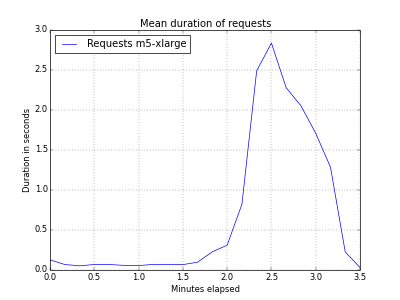 Mean duration of requests
3.0
Requests m5-xlarge
2.5
2.0
1.5
1.0
0.5
0.0
Duration in seconds
0.0 0.5 1.0 1.5 2.0 2.5 3.0 3.5
Minutes elapsed